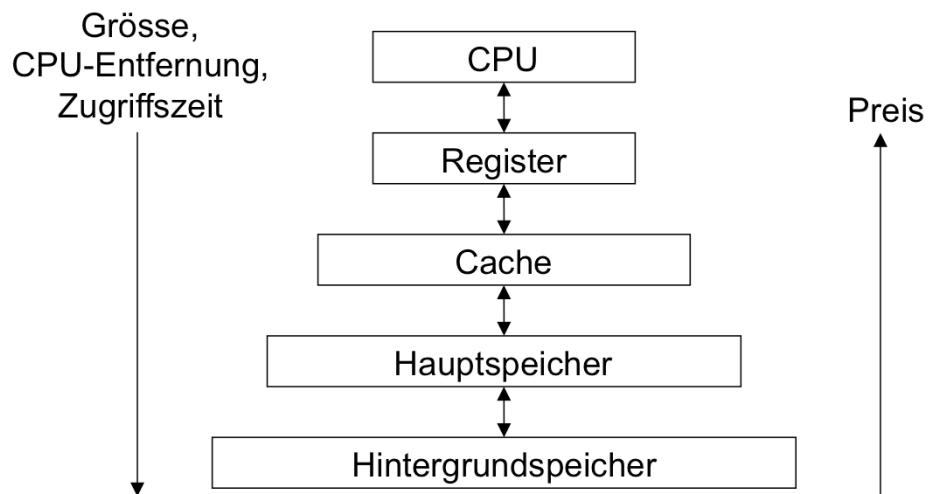 Grösse,
CPU-Entfernung,
Zugriffszeit
CPU
Preis
Register
Cache
Hauptspeicher
Hintergrundspeicher